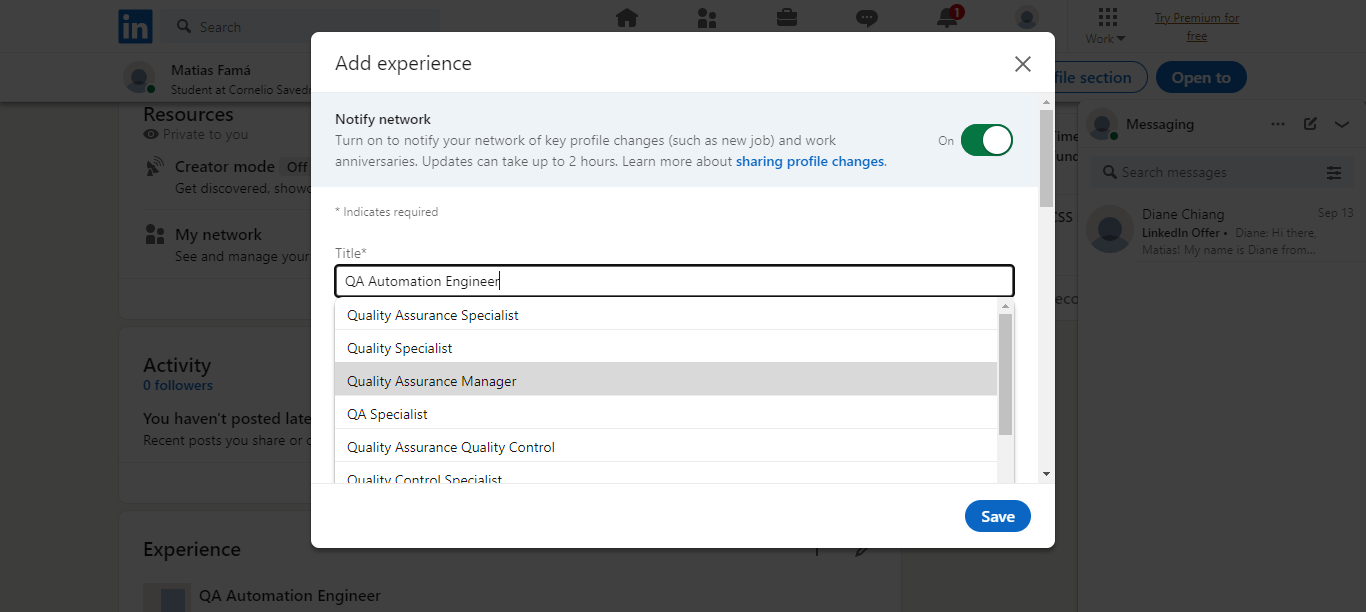 in
Search
1
Work
Try Premium for
free
Matias Famá
Student at Cornelio Saved
file section
Open to
Resources
Private to you
Creator mode Off
Get discovered, show
My network
See and manage your
Activity
0 followers
You haven't posted late
Recent posts you share or c
Experience
QA Automation Engineer
Add experience
Notify network
Turn on to notify your network of key profile changes (such as new job) and work
anniversaries. Updates can take up to 2 hours. Learn more about sharing profile changes.
On
* Indicates required
Title*
QA Automation Engineer
Quality Assurance Specialist
Quality Specialist
Quality Assurance Manager
QA Specialist
Quality Assurance Quality Control
Quality Control Specialist
Save
Messaging
Search messages
Diane Chiang
Sep 13
LinkedIn Offer • Diane: Hi there,
Matias! My name is Diane from...